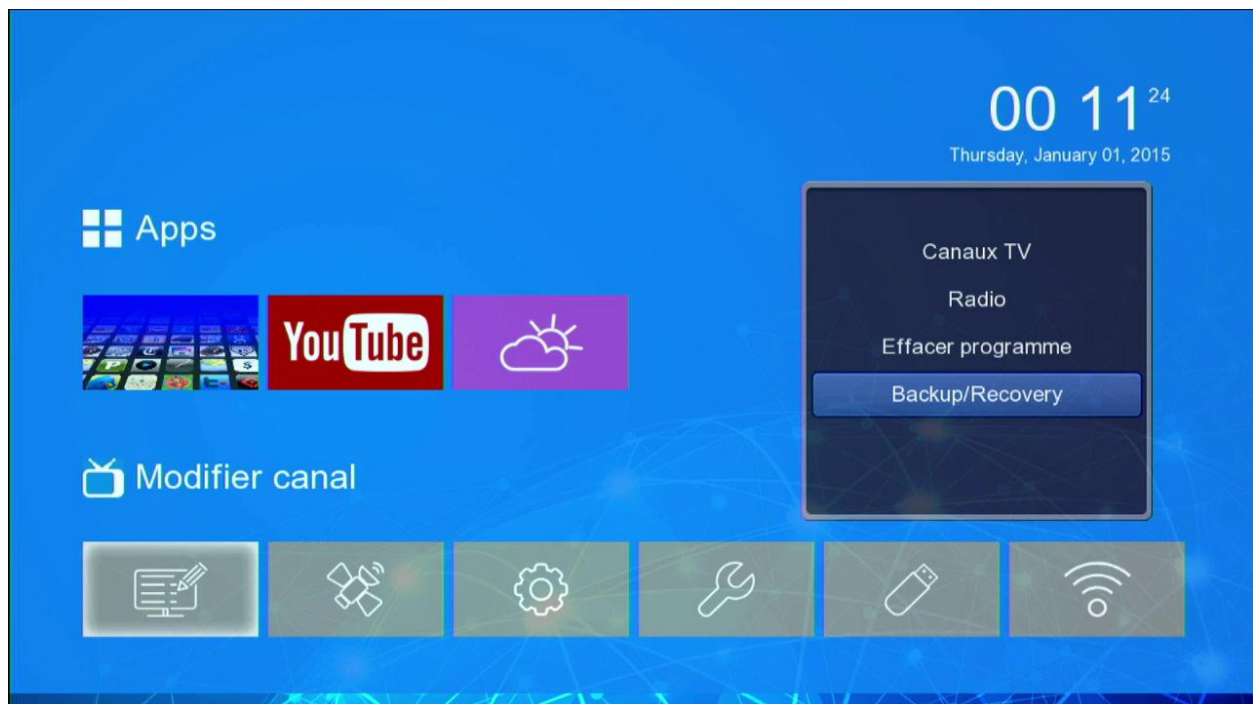 00 11 24
Thursday, January 01, 2015
Apps
Canaux TV
Radio
Effacer programme
Backup/Recovery
YouTube
Modifier canal